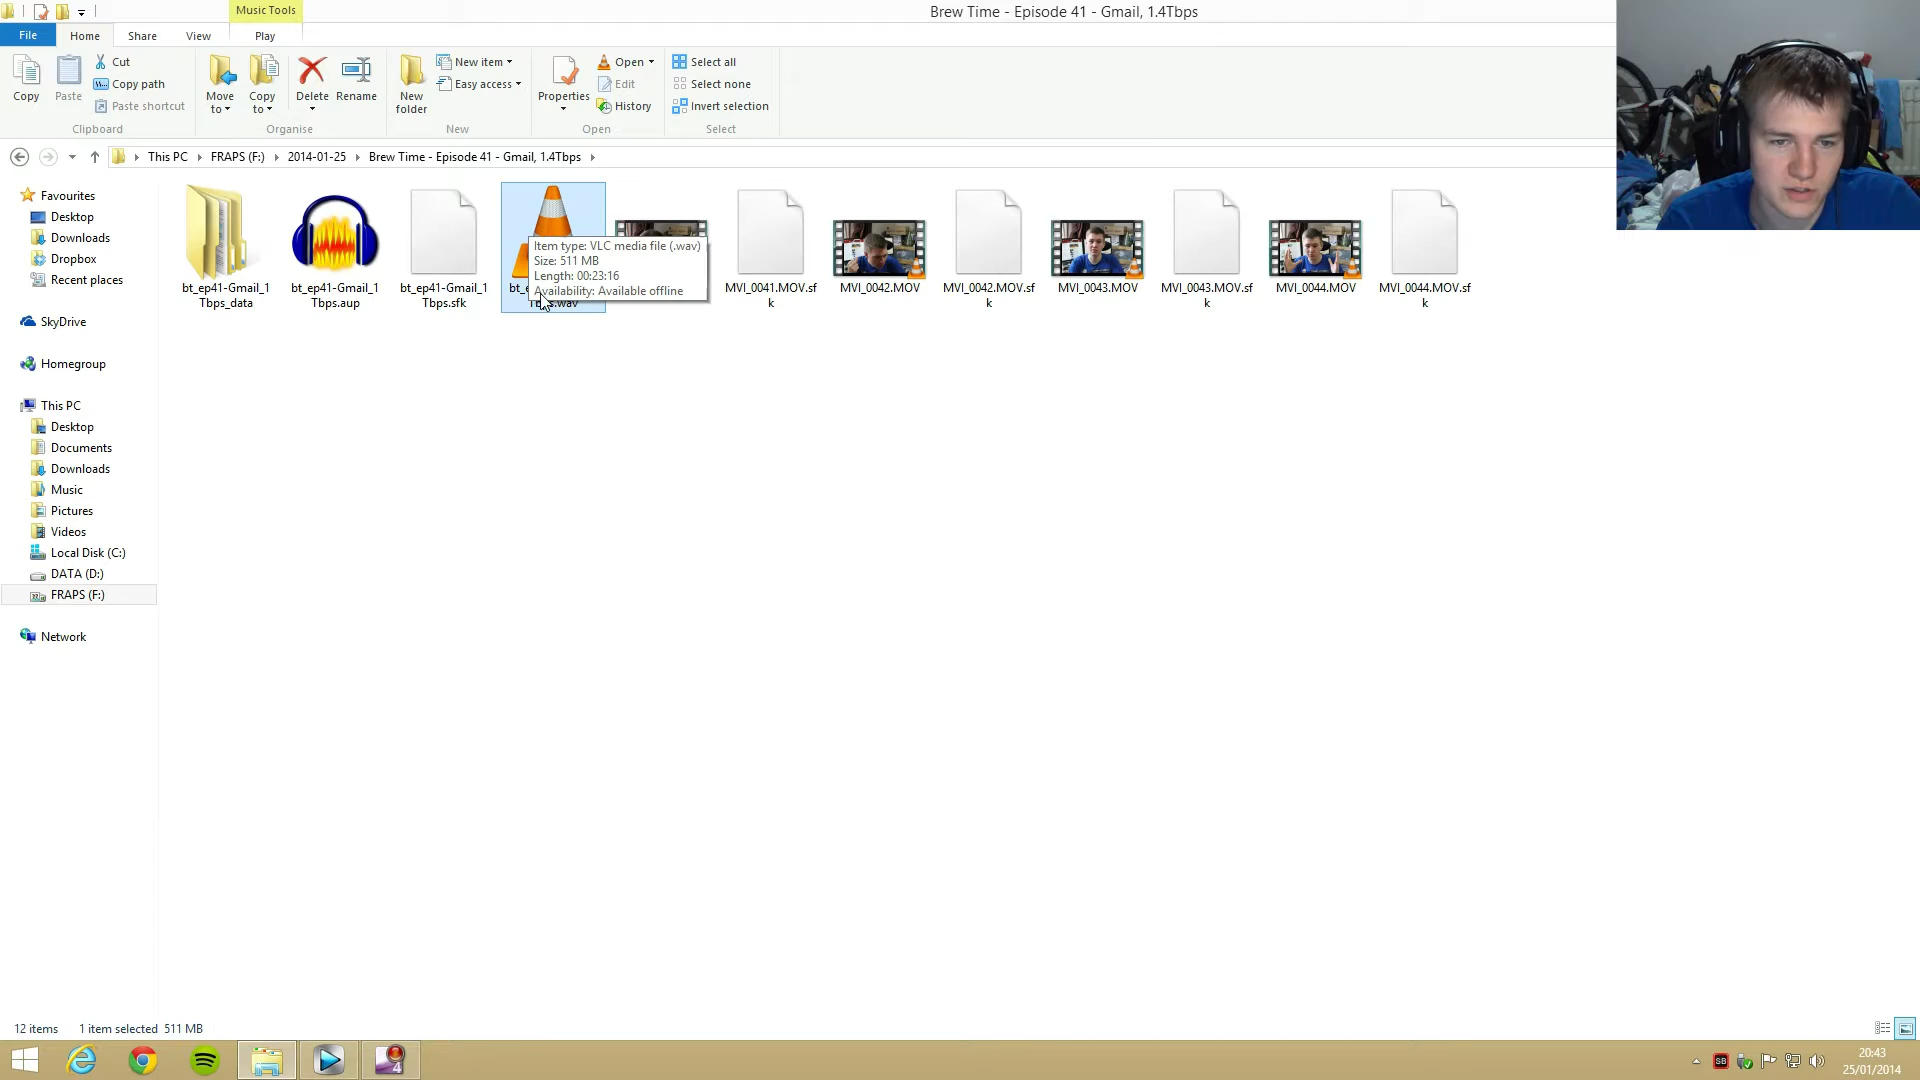 Music Tools
Brew Time - Episode 41 - Gmail, 1.4Tbps
File
Home
Share
View
Play
Copy
Paste
Cut
Copy path
Paste shortcut
Move to
Copy to
Delete
Rename
New folder
New item
Easy access
Properties
Open
Edit
History
Select all
Select none
Invert selection
Clipboard
Organise
New
Open
Select
This PC
FRAPS (F:)
2014-01-25
Brew Time - Episode 41 - Gmail, 1.4Tbps
Favourites
Desktop
Downloads
Dropbox
Recent places
SkyDrive
Homegroup
This PC
Desktop
Documents
Downloads
Music
Pictures
Videos
Local Disk (C:)
DATA (D:)
FRAPS (F:)
Network
bt_ep41-Gmail_1
Tbps_data
bt_ep41-Gmail_1
Tbps.aup
bt_ep41-Gmail_1
Tbps.sfk
Item type: VLC media file (.wav)
Size: 511 MB
Length: 00:23:16
Availability: Available offline
MVI_0041.MOV.sf
k
MVI_0042.MOV
MVI_0042.MOV.sf
k
MVI_0043.MOV
MVI_0043.MOV.sf
k
MVI_0044.MOV
MVI_0044.MOV.sf
k
12 items
1 item selected 511 MB
4
SB
20:43
25/01/2014